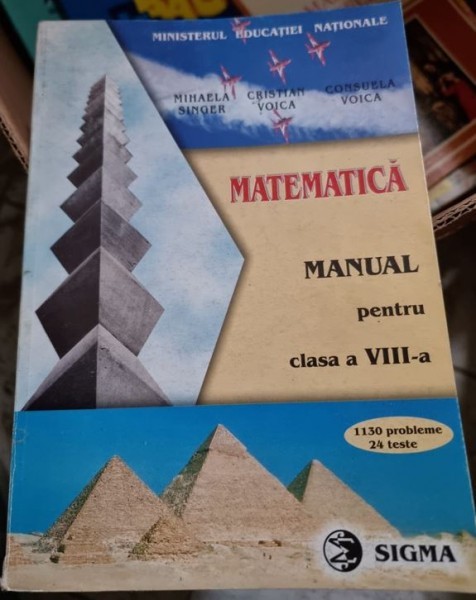 MINISTERUL EDUCAȚIEI NAȚIONALE
MIHAELA SINGER
CRISTIAN VOICA
CONSUELA VOICA
MATEMATICĂ
MANUAL
pentru
clasa a VIII-a
1130 probleme
24 teste
SIGMA